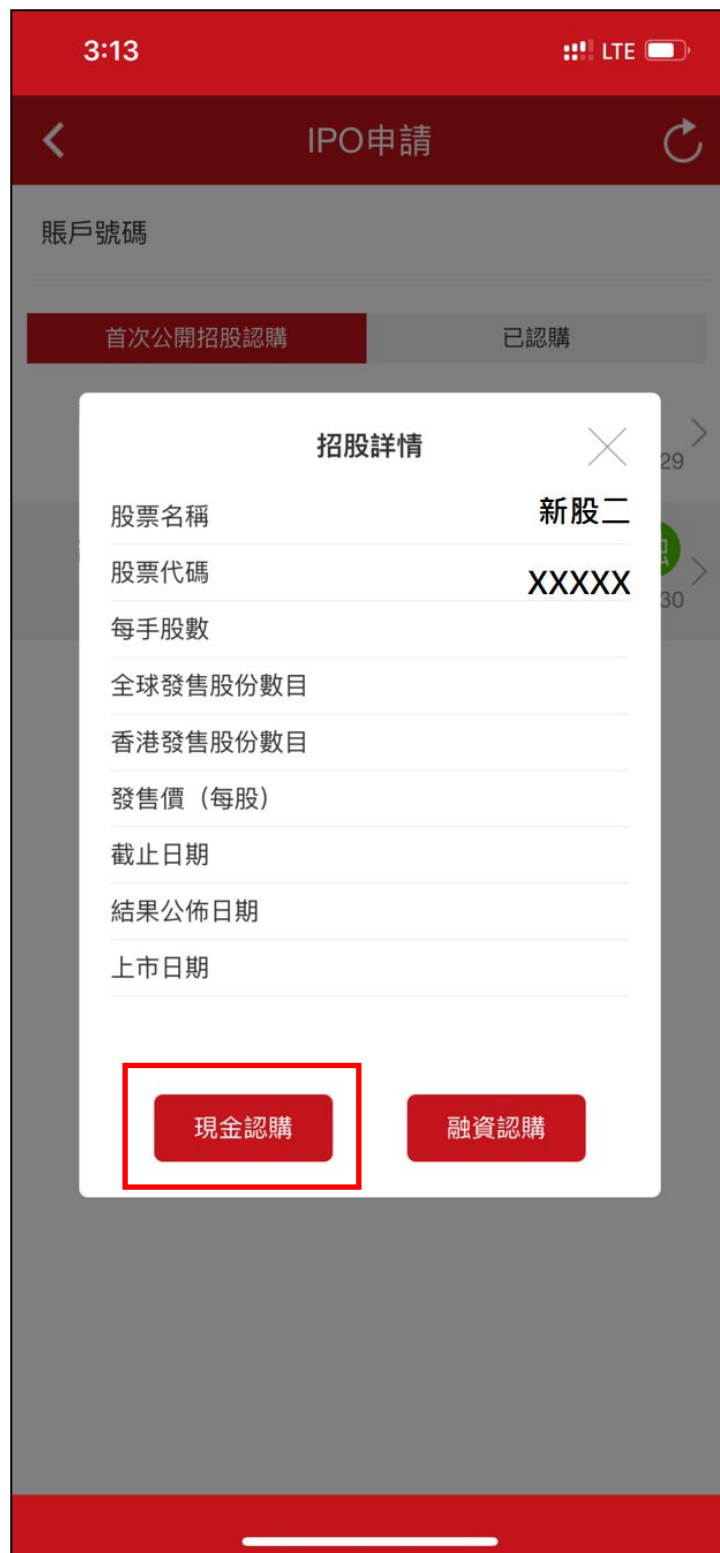 3:13 LTE
IPO申請
賬戶號碼
首次公開招股認購 已認購
招股詳情
29
股票名稱 新股二
股票代碼 XXXXX
30
每手股數
全球發售股份數目
香港發售股份數目
發售價（每股）
截止日期
結果公佈日期
上市日期
現金認購 融資認購